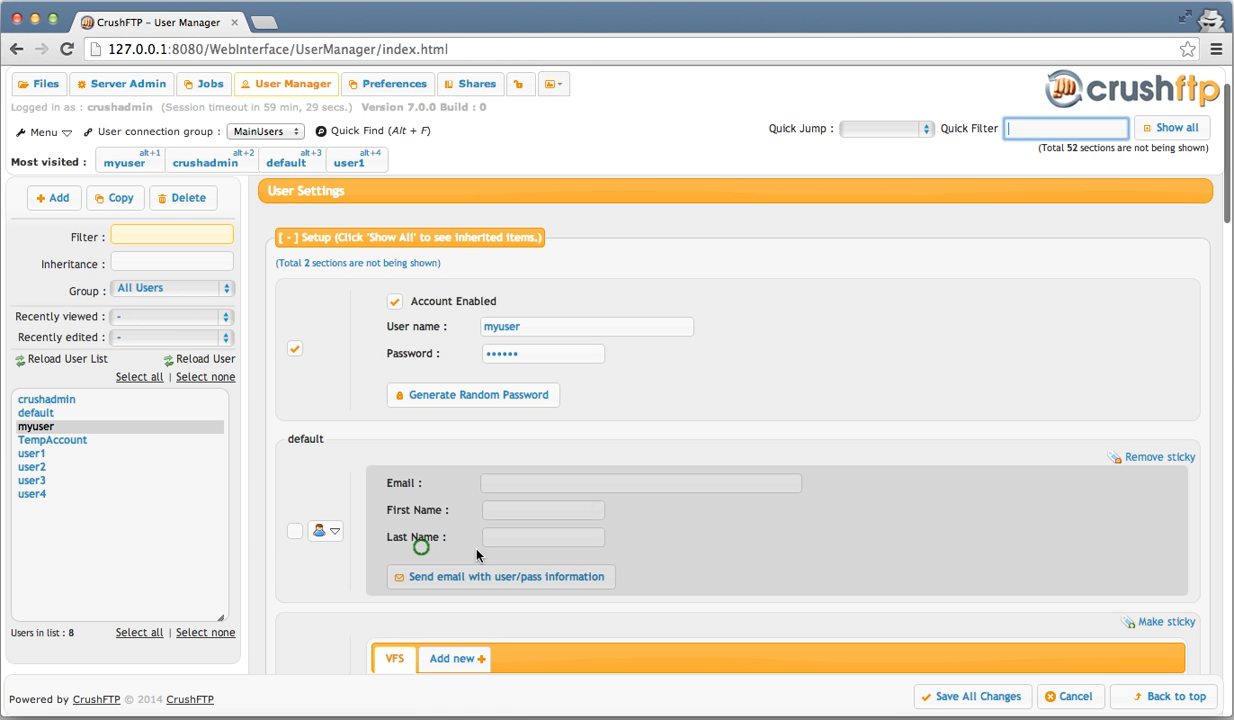 CrushFTP – User Manager
127.0.0.1:8080/WebInterface/UserManager/index.html
Files Server Admin Jobs User Manager Preferences Shares
crushftp
Logged in as : crushadmin (Session timeout in 59 min, 29 secs.) Version 7.0.0 Build : 0
Menu User connection group : MainUsers Quick Find (Alt + F)
Quick Jump : Quick Filter Show all
(Total 52 sections are not being shown)
Most visited : myuser alt+1 crushadmin alt+2 default alt+3 user1 alt+4
Add Copy Delete
Filter :
Inheritance :
Group : All Users
Recently viewed : -
Recently edited : -
Reload User List Reload User
Select all | Select none
crushadmin
default
myuser
TempAccount
user1
user2
user3
user4
Users in list : 8 Select all | Select none
User Settings
[ - ] Setup (Click 'Show All' to see inherited items.)
(Total 2 sections are not being shown)
Account Enabled
User name : myuser
Password : ••••••
Generate Random Password
default
Remove sticky
Email :
First Name :
Last Name :
Send email with user/pass information
Make sticky
VFS Add new
Powered by CrushFTP © 2014 CrushFTP
Save All Changes Cancel Back to top